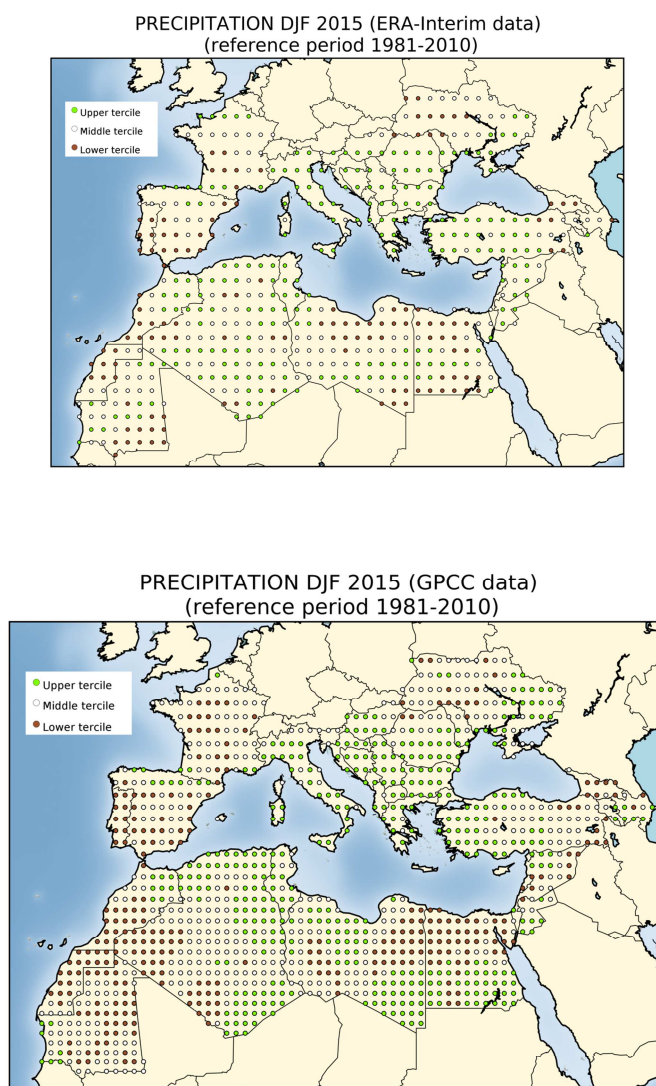 PRECIPITATION DJF 2015 (ERA-Interim data)
(reference period 1981-2010)
Upper tercile
Middle tercile
Lower tercile
PRECIPITATION DJF 2015 (GPCC data)
(reference period 1981-2010)
Upper tercile
Middle tercile
Lower tercile